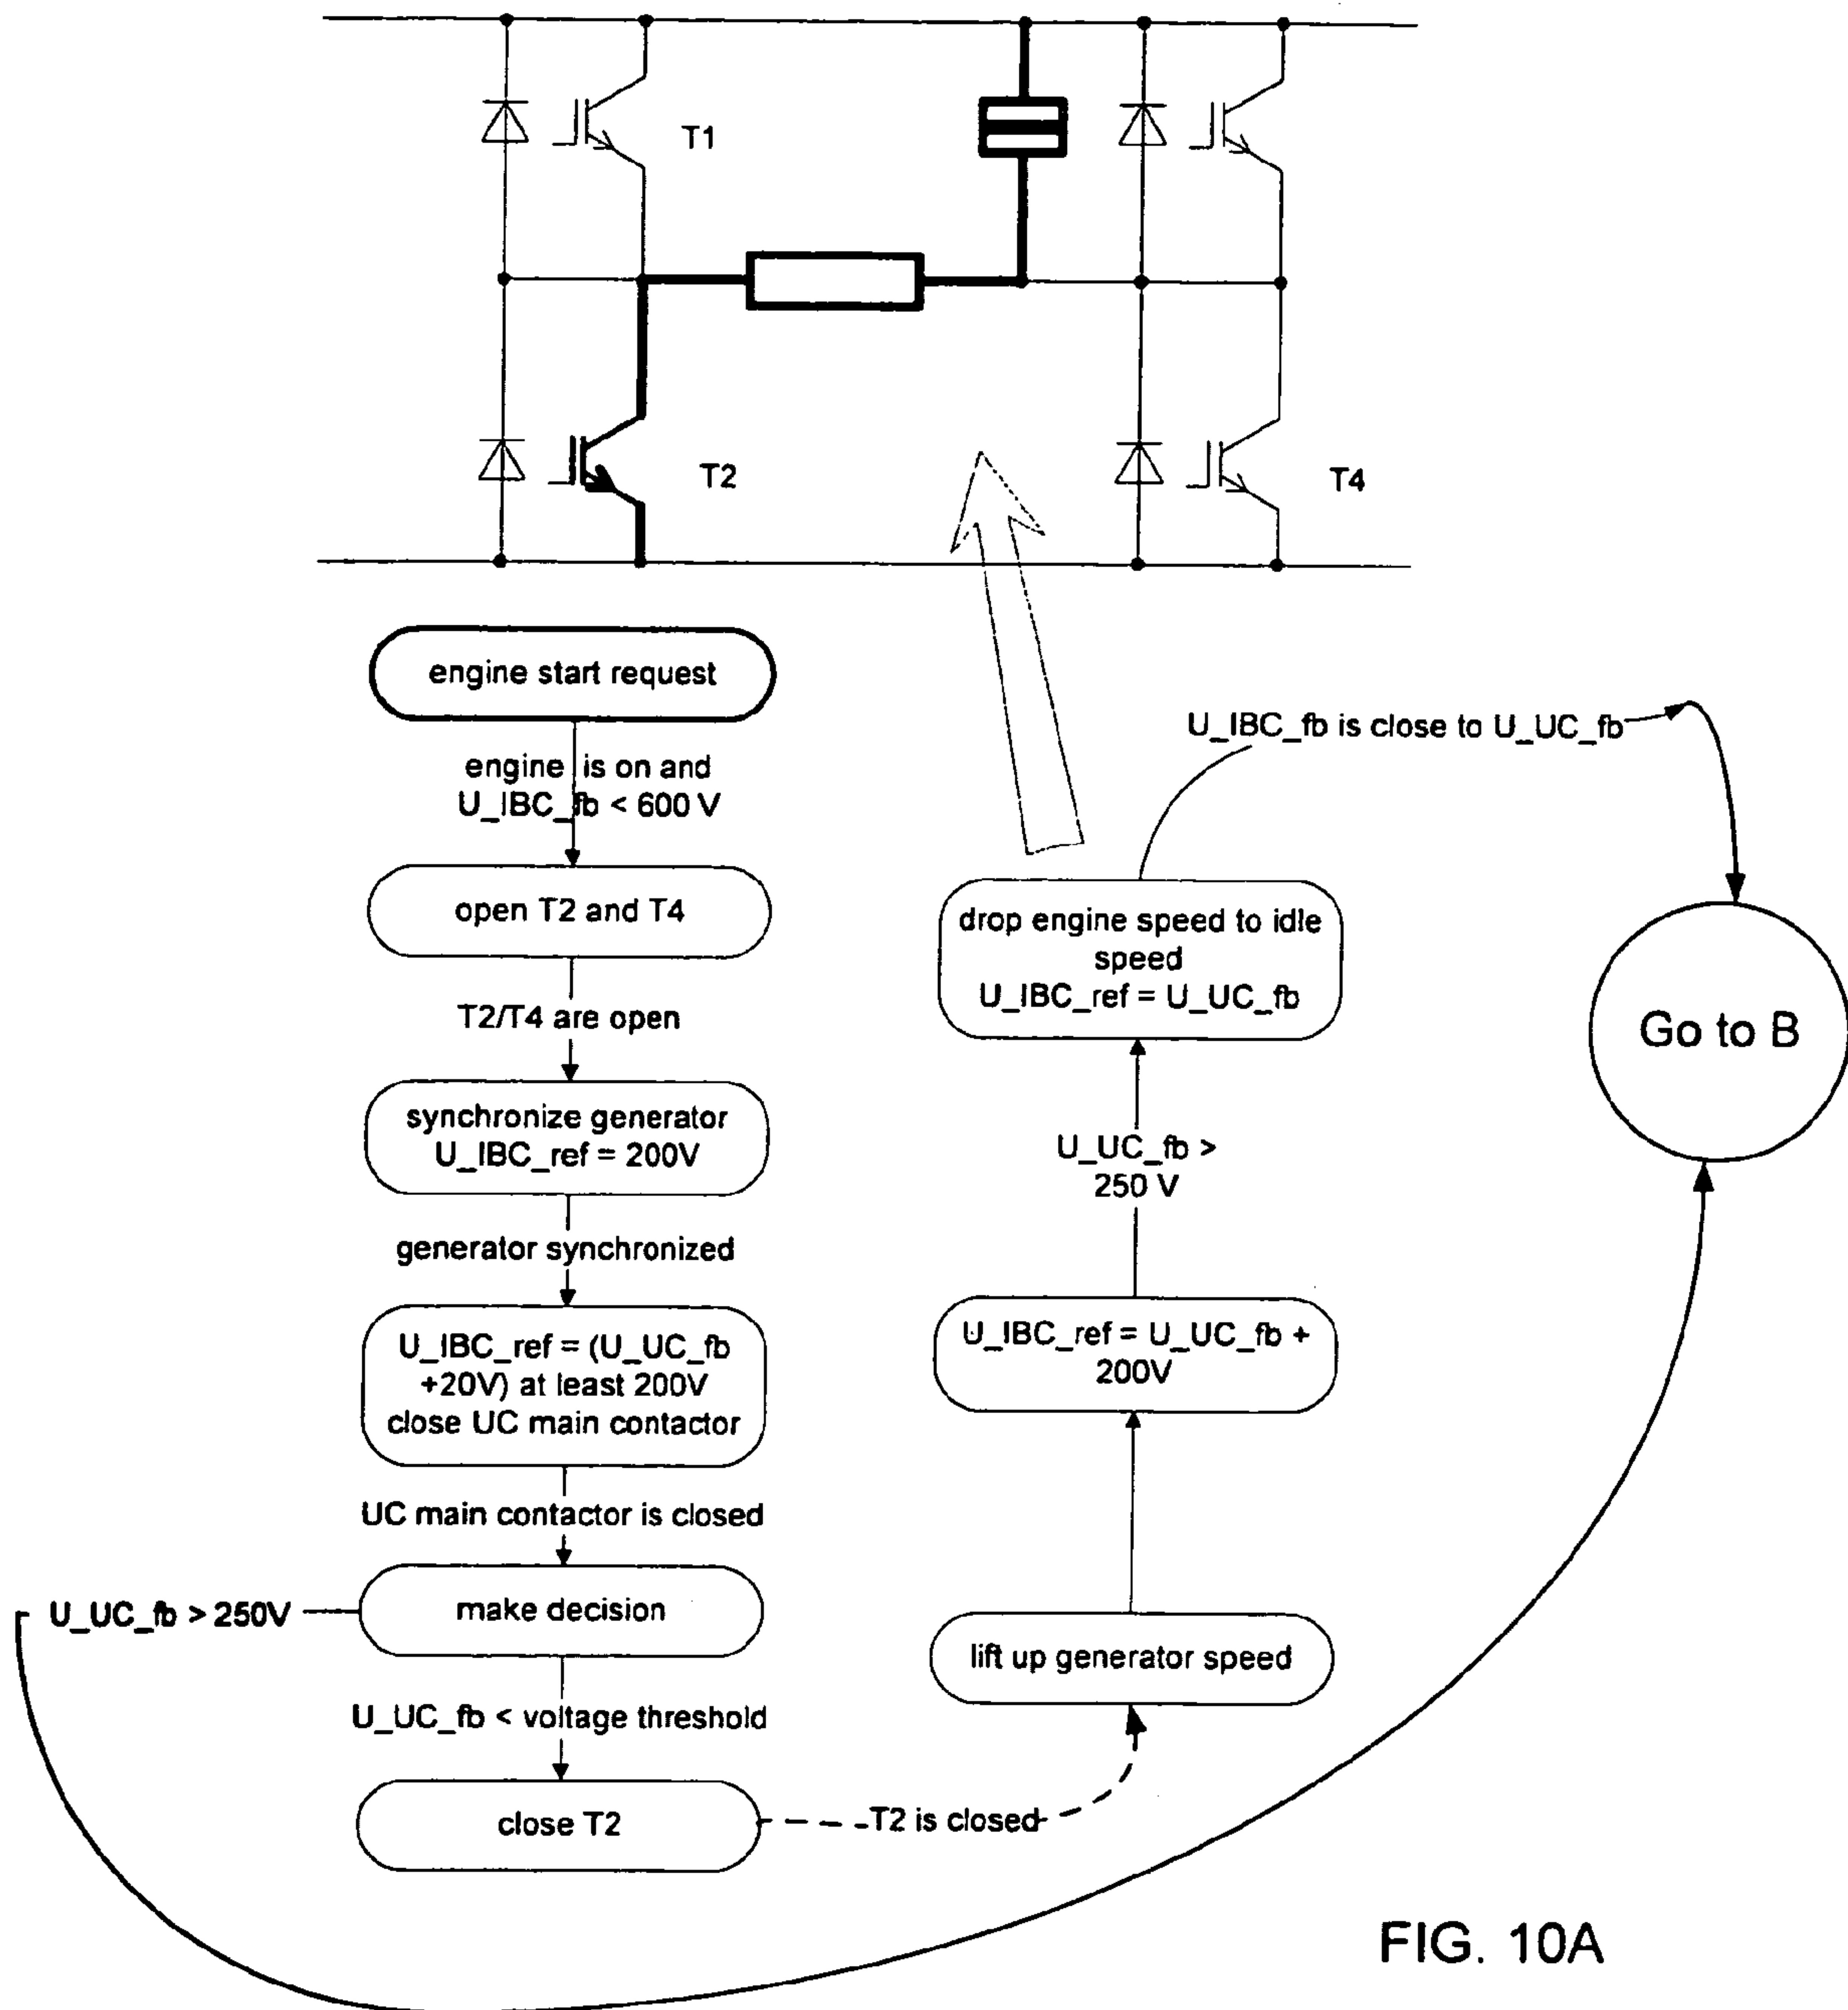 T1
T2
T4
engine start request
engine is on and
U_IBC_fb < 600 V
open T2 and T4
T2/T4 are open
synchronize generator
U_IBC_ref = 200V
generator synchronized
U_IBC_ref = (U_UC_fb
+20V) at least 200V
close UC main contactor
UC main contactor is closed
make decision
U_UC_fb > 250V
U_UC_fb < voltage threshold
close T2
T2 is closed
lift up generator speed
U_IBC_ref = U_UC_fb +
200V
U_UC_fb >
250 V
drop engine speed to idle
speed
U_IBC_ref = U_UC_fb
U_IBC_fb is close to U_UC_fb
Go to B
FIG. 10A